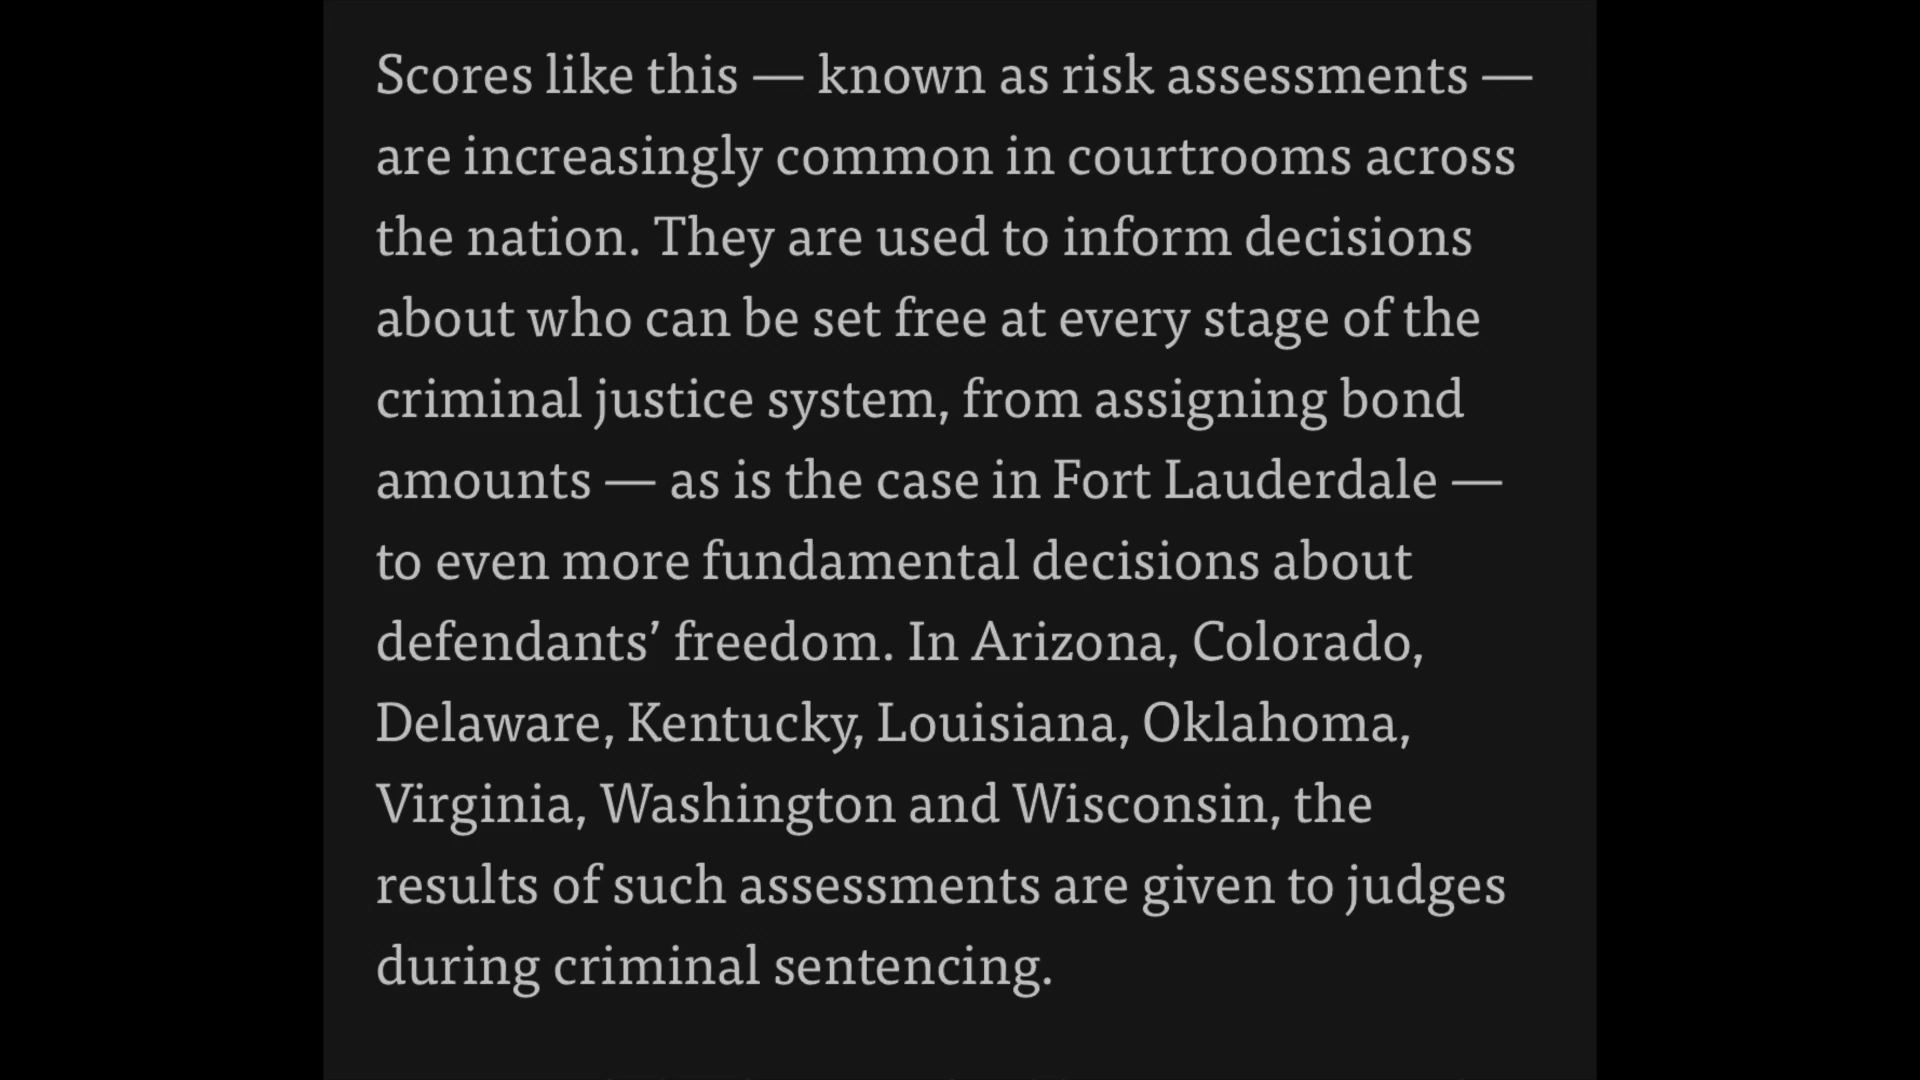 Scores like this — known as risk assessments —
are increasingly common in courtrooms across
the nation. They are used to inform decisions
about who can be set free at every stage of the
criminal justice system, from assigning bond
amounts — as is the case in Fort Lauderdale —
to even more fundamental decisions about
defendants’ freedom. In Arizona, Colorado,
Delaware, Kentucky, Louisiana, Oklahoma,
Virginia, Washington and Wisconsin, the
results of such assessments are given to judges
during criminal sentencing.